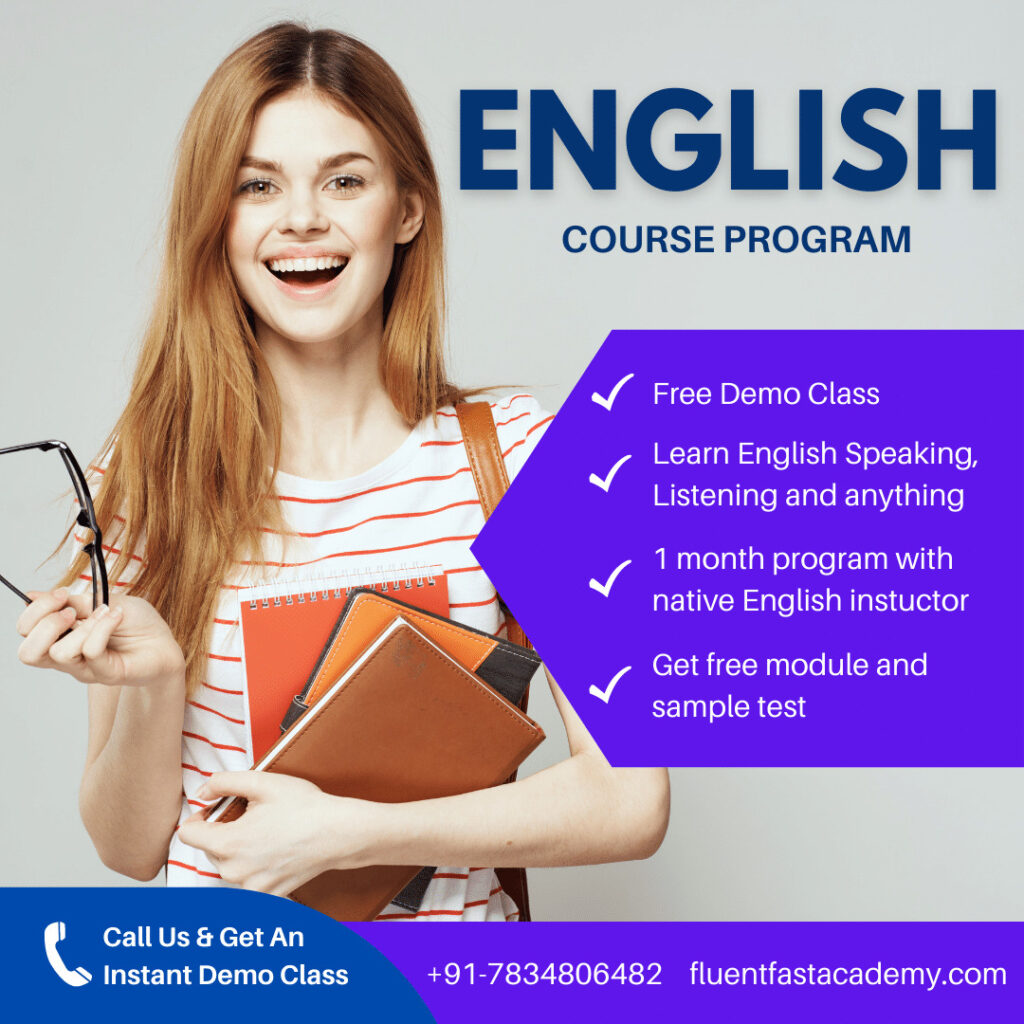 ENGLISH
COURSE PROGRAM
Free Demo Class
Learn English Speaking,
Listening and anything
1 month program with
native English instuctor
Get free module and
sample test
Call Us & Get An
Instant Demo Class
+91-7834806482
fluentfastacademy.com